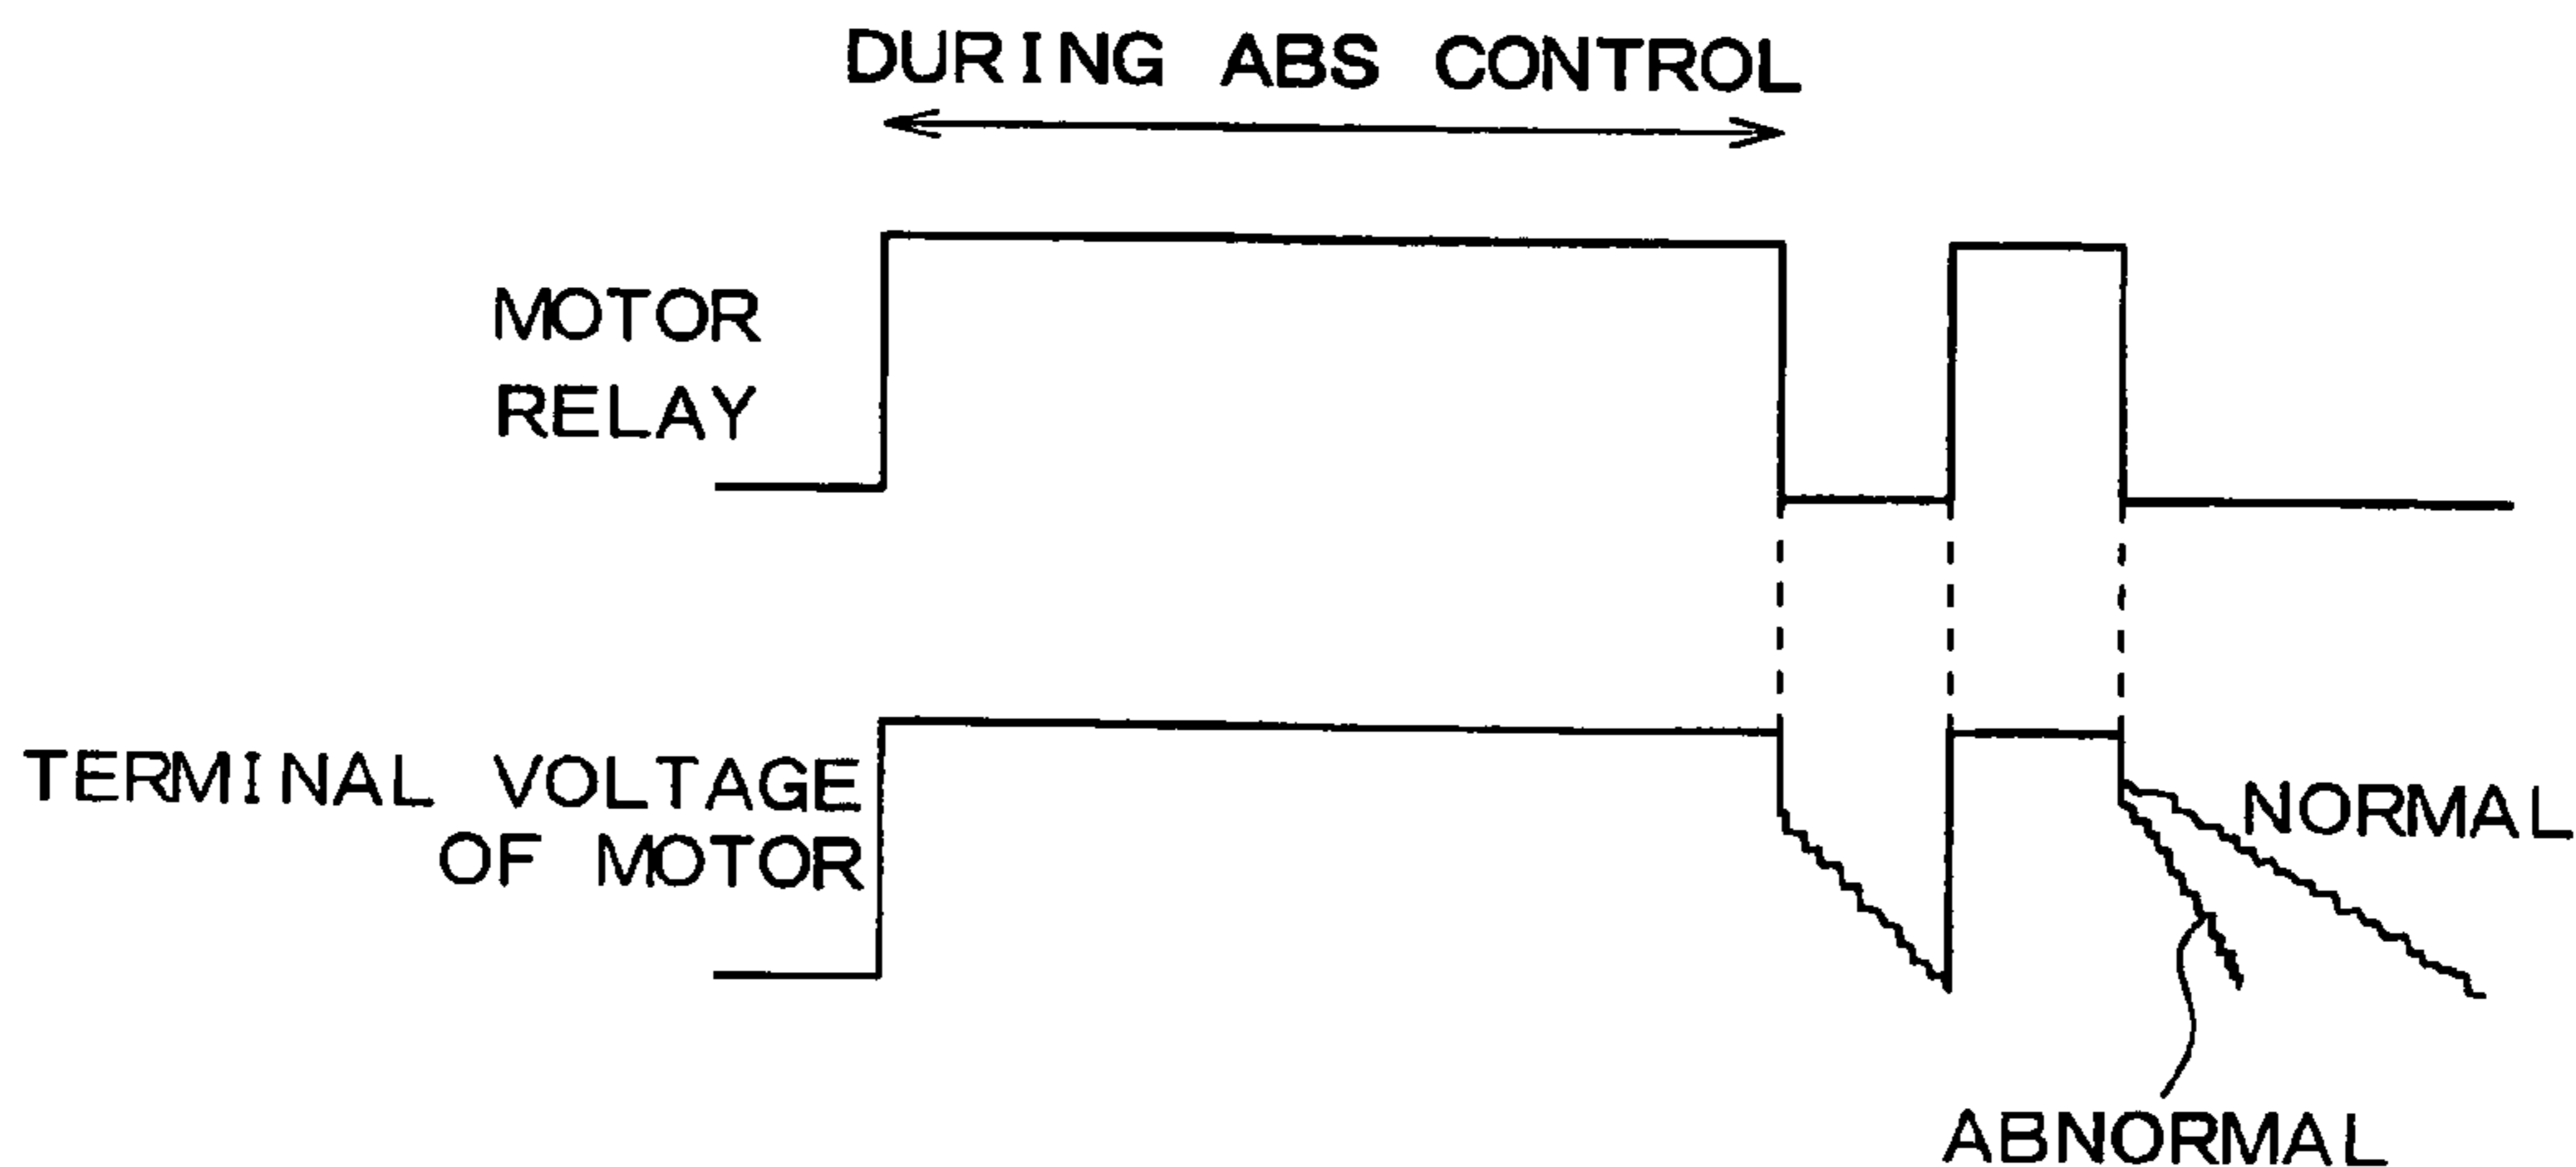 DURING ABS CONTROL
MOTOR
RELAY
TERMINAL VOLTAGE
OF MOTOR
NORMAL
ABNORMAL